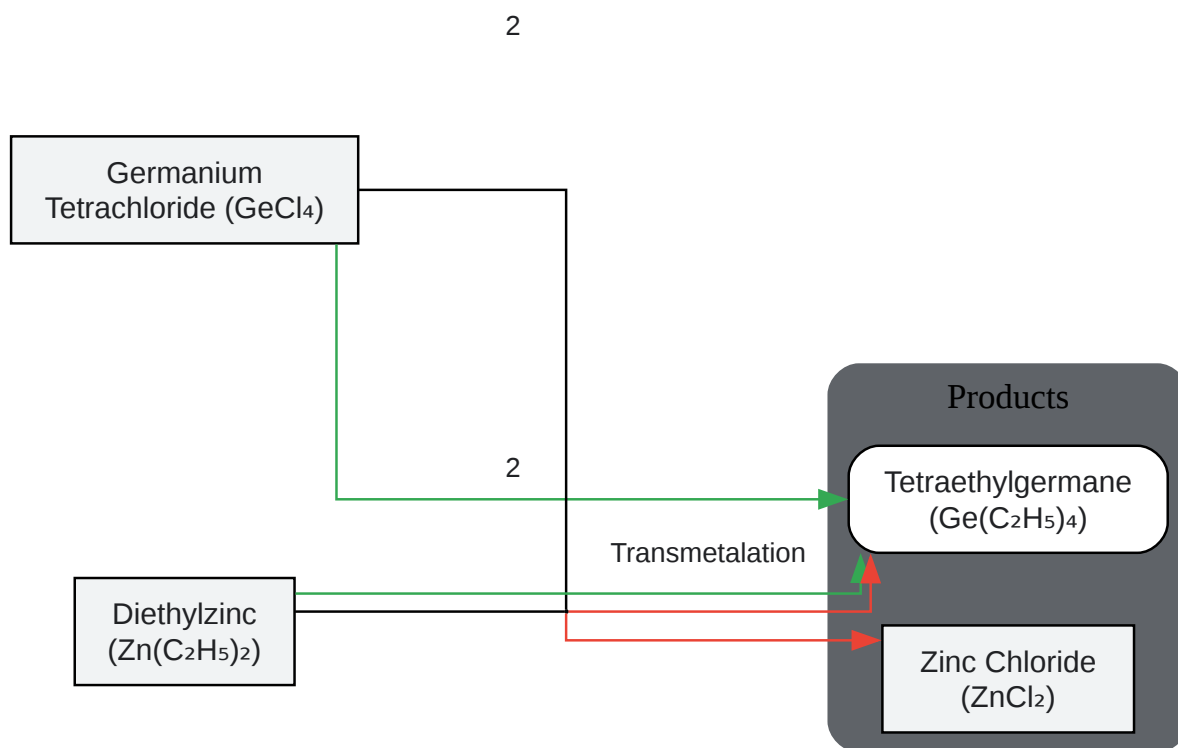 2
Germanium
Tetrachloride (GeCl₄)
Products
2
Tetraethylgermane
(Ge(C₂H₅)₄)
Transmetalation
Diethylzinc
(Zn(C₂H₅)₂)
Zinc Chloride
(ZnCl₂)